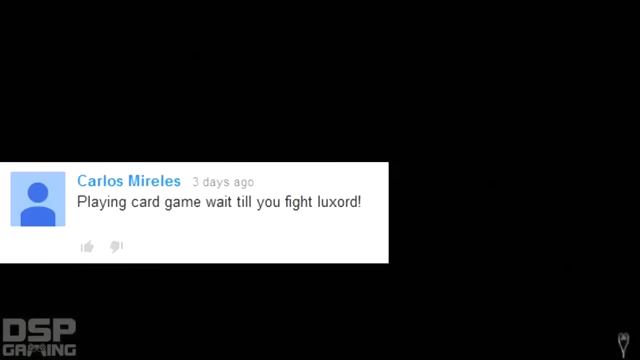 Carlos Mireles 3 days ago
Playing card game wait till you fight luxord!
DSP
GAMING